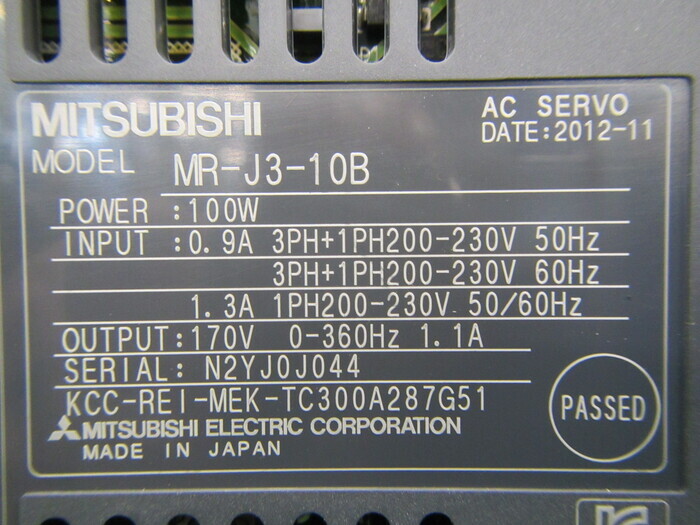 MITSUBISHI
AC SERVO
DATE:2012-11
MODEL MR-J3-10B
POWER :100W
INPUT :0.9A 3PH+1PH200-230V 50Hz
3PH+1PH200-230V 60Hz
1.3A 1PH200-230V 50/60Hz
OUTPUT:170V 0-360Hz 1.1A
SERIAL: N2YJ0J044
KCC-REI-MEK-TC300A287G51
PASSED
MITSUBISHI ELECTRIC CORPORATION
MADE IN JAPAN